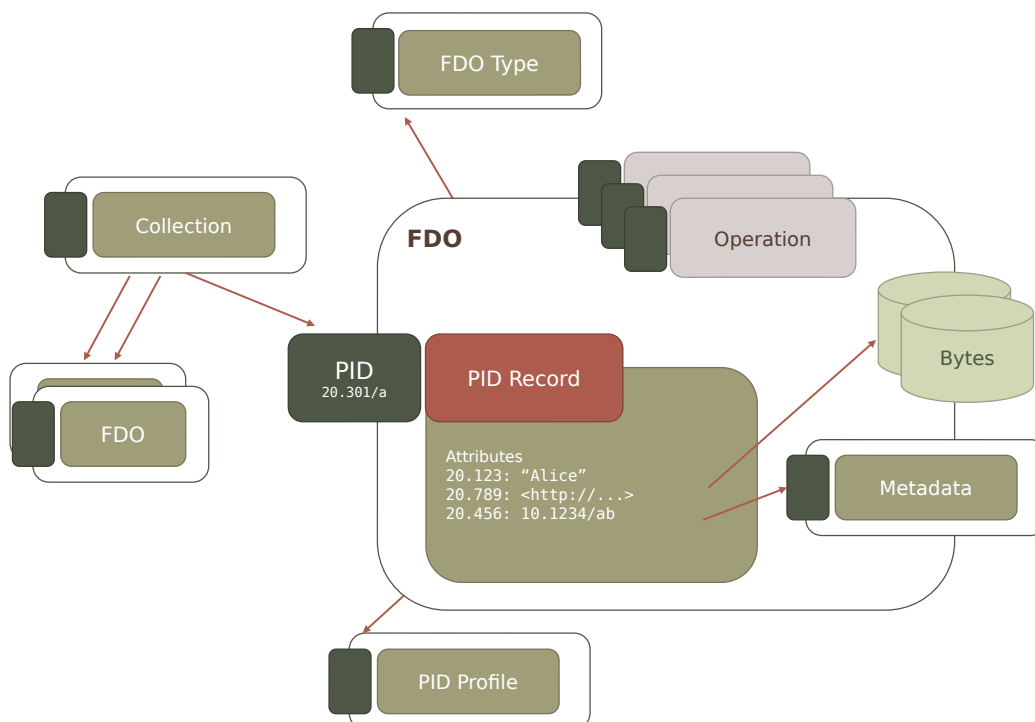 FDO Type
Collection
FDO
Operation
PID
20.301/a
PID Record
Bytes
FDO
Attributes
20.123: “Alice”
20.789: <http://...>
20.456: 10.1234/ab
Metadata
PID Profile